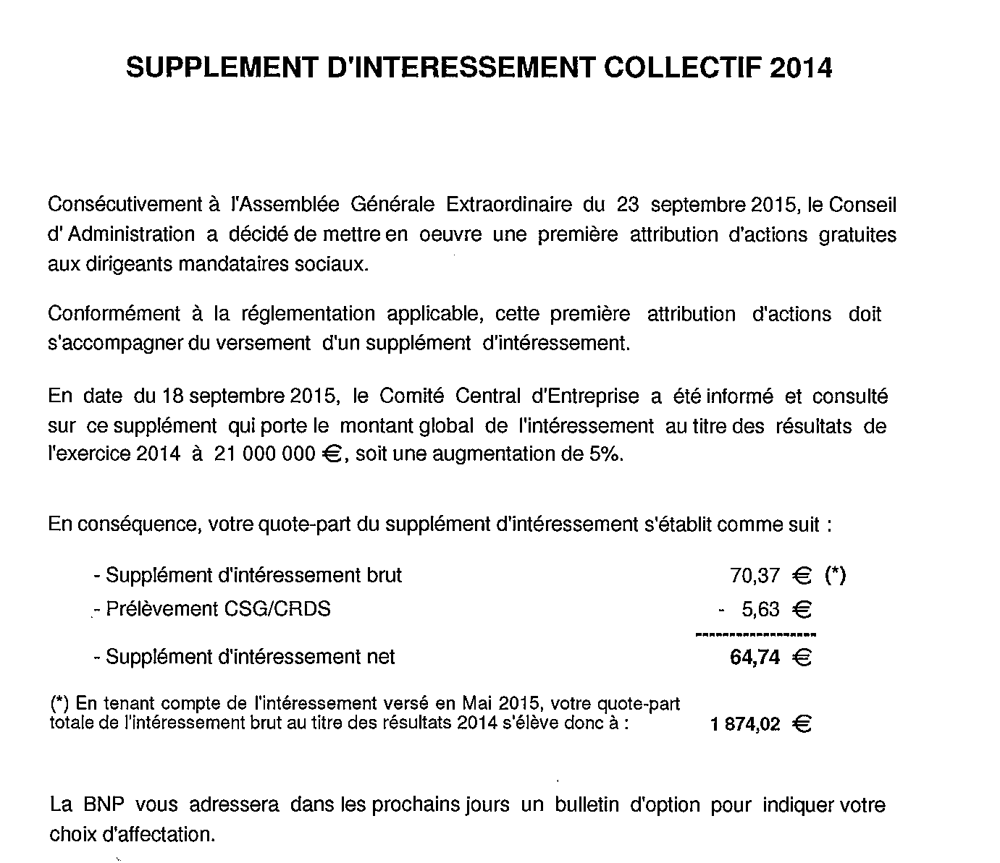 SUPPLEMENT D'INTERESSEMENT COLLECTIF 2014
Consécutivement à l'Assemblée Générale Extraordinaire du 23 septembre 2015, le Conseil
d' Administration a décidé de mettre en oeuvre une première attribution d'actions gratuites
aux dirigeants mandataires sociaux.
Conformément à la réglementation applicable, cette première attribution d'actions doit
s'accompagner du versement d'un supplément d'intéressement.
En date du 18 septembre 2015, le Comité Central d'Entreprise a été informé et consulté
sur ce supplément qui porte le montant global de l'intéressement au titre des résultats de
l'exercice 2014 à 21 000 000 €, soit une augmentation de 5%.
En conséquence, votre quote-part du supplément d'intéressement s'établit comme suit :
- Supplément d'intéressement brut 70,37 € (*)
- Prélèvement CSG/CRDS - 5,63 €
------------------
- Supplément d'intéressement net 64,74 €
(*) En tenant compte de l'intéressement versé en Mai 2015, votre quote-part
totale de l'intéressement brut au titre des résultats 2014 s'élève donc à : 1 874,02 €
La BNP vous adressera dans les prochains jours un bulletin d'option pour indiquer votre
choix d'affectation.